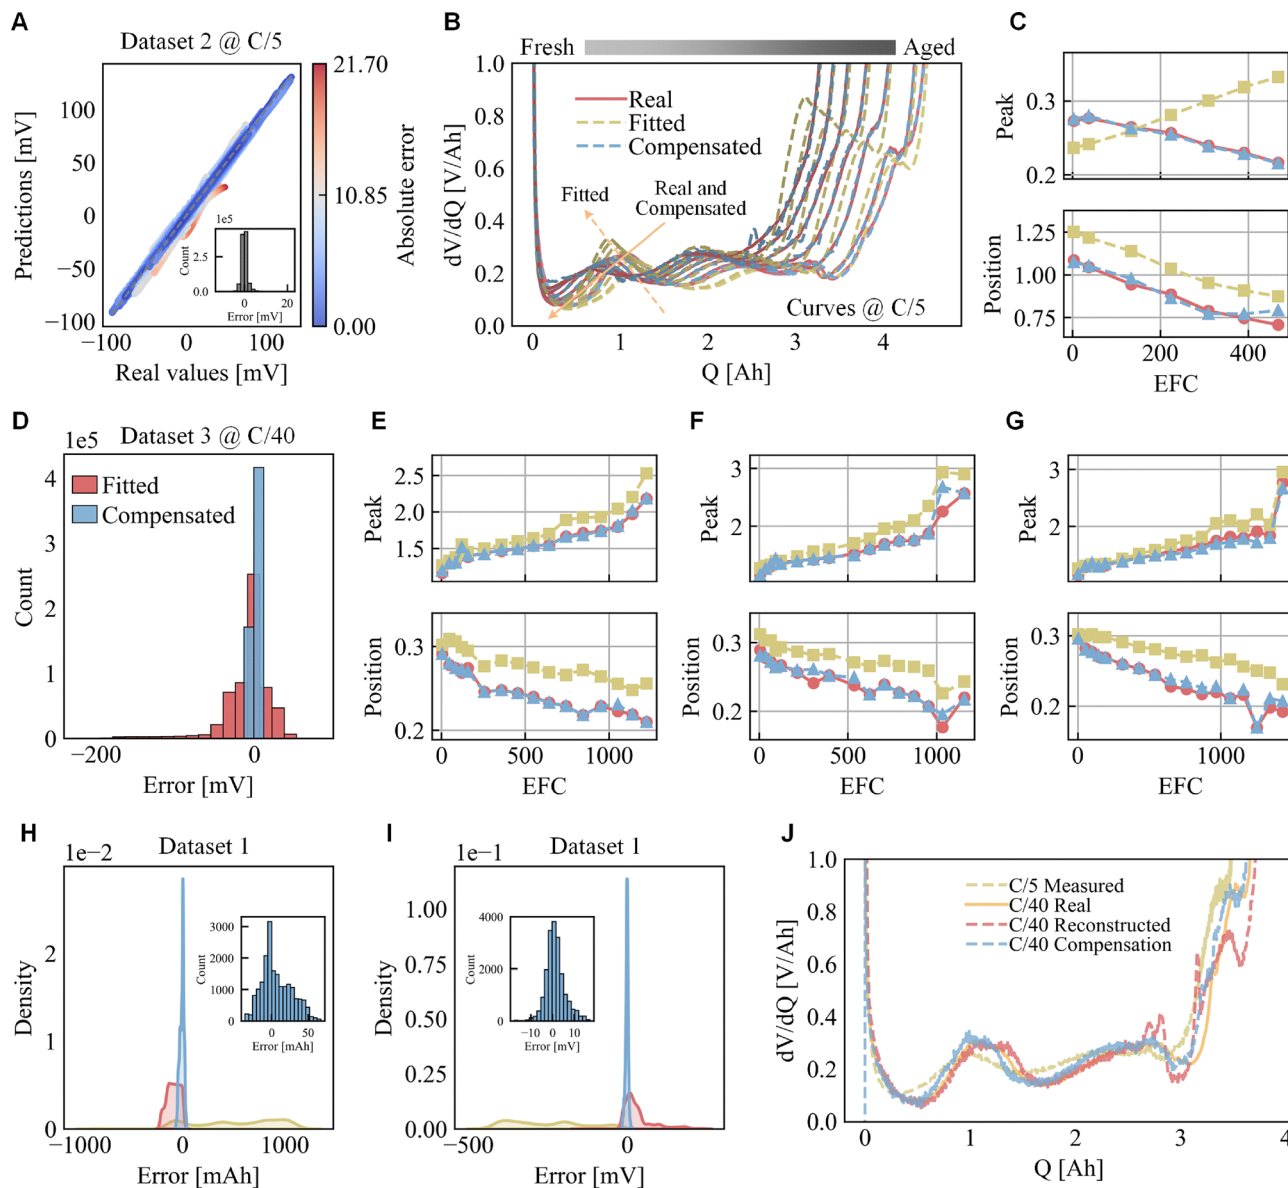 A
Dataset 2 @ C/5
Predictions [mV]
100
50
0
−50
−100
−100
0
100
Real values [mV]
1e5
Count
2.5
0.0
0
20
Error [mV]
21.70
10.85
0.00
Absolute error
B
Fresh
Aged
dV/dQ [V/Ah]
1.0
0.8
0.6
0.4
0.2
0.0
Real
Fitted
Compensated
Fitted
Real and
Compensated
Curves @ C/5
0
1
2
3
4
Q [Ah]
C
Peak
0.3
0.2
Position
1.25
1.00
0.75
0
200
400
EFC
D
1e5
Dataset 3 @ C/40
Count
4
3
2
1
0
Fitted
Compensated
−200
0
Error [mV]
E
Peak
2.5
2.0
1.5
Position
0.3
0.2
0
500
1000
EFC
F
Peak
3
2
Position
0.3
0.2
0
500
1000
EFC
G
Peak
3
2
Position
0.3
0.2
0
1000
EFC
H
1e−2
Dataset 1
Density
2
1
0
−1000
0
1000
Error [mAh]
Count
3000
2000
1000
0
0
50
Error [mAh]
I
1e−1
Dataset 1
Density
1.00
0.75
0.50
0.25
0.00
−500
0
Error [mV]
Count
4000
2000
0
−10
0
10
Error [mV]
J
dV/dQ [V/Ah]
1.0
0.8
0.6
0.4
0.2
0.0
C/5 Measured
C/40 Real
C/40 Reconstructed
C/40 Compensation
0
1
2
3
4
Q [Ah]